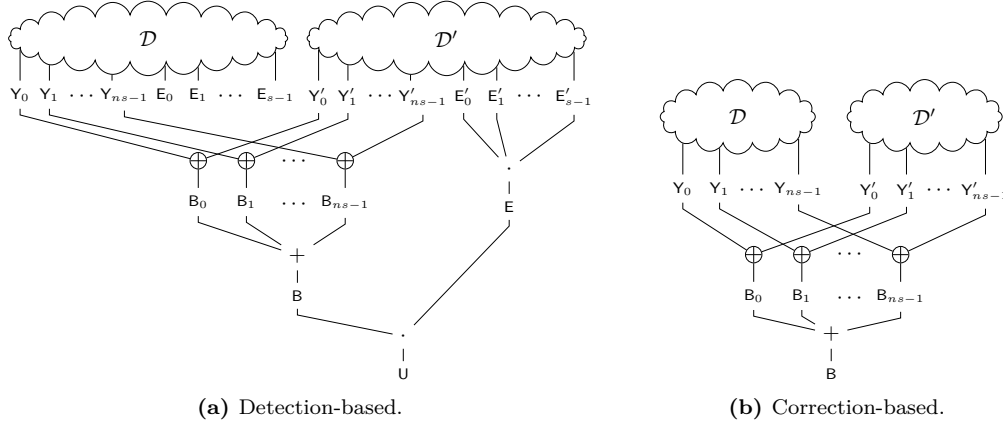 𝒟 𝒟′
Y₀ Y₁ ⋯ Yₙₛ₋₁ E₀ E₁ ⋯ Eₛ₋₁ Y′₀ Y′₁ ⋯ Y′ₙₛ₋₁ E′₀ E′₁ ⋯ E′ₛ₋₁
⊕ ⊕ ⋯ ⊕ ·
B₀ B₁ ⋯ Bₙₛ₋₁ E
+
B
·
U
(a) Detection-based.
𝒟 𝒟′
Y₀ Y₁ ⋯ Yₙₛ₋₁ Y′₀ Y′₁ ⋯ Y′ₙₛ₋₁
⊕ ⊕ ⋯ ⊕
B₀ B₁ ⋯ Bₙₛ₋₁
+
B
(b) Correction-based.